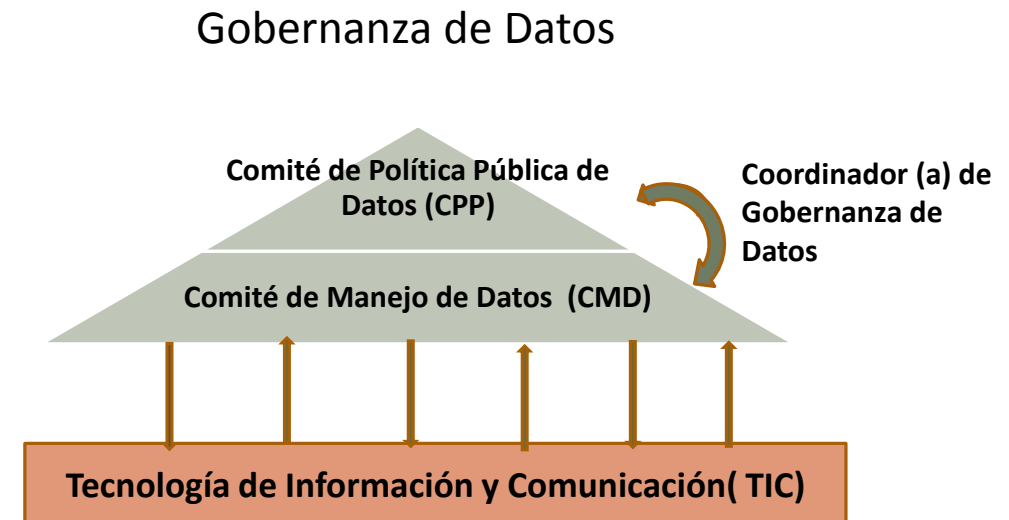 Gobernanza de Datos
Comité de Política Pública de
Datos (CPP)
Coordinador (a) de
Gobernanza de
Datos
Comité de Manejo de Datos  (CMD)
Tecnología de Información y Comunicación( TIC)